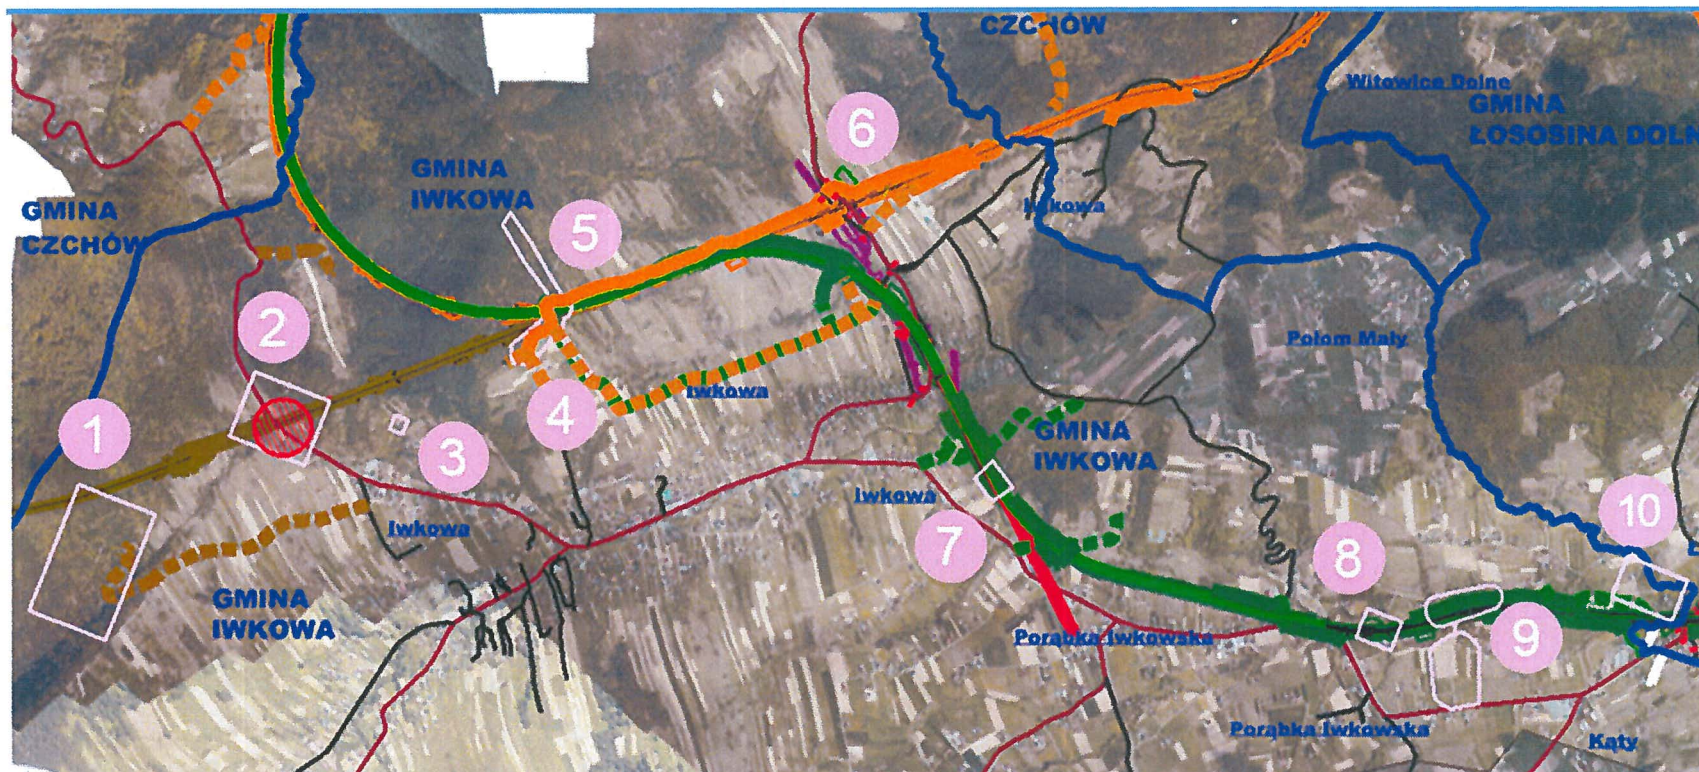 CZCHÓW
Witowice Dolne
GMINA
ŁOSOSINA DOLN
6
GMINA
IWKOWA
GMINA
CZCHÓW
5
Iwkowa
2
Połom Mały
1
3
4
Iwkowa
GMINA
IWKOWA
Iwkowa
Iwkowa
7
8
10
GMINA
IWKOWA
Porąbka Iwkowska
9
Porąbka Iwkowska
Kąty